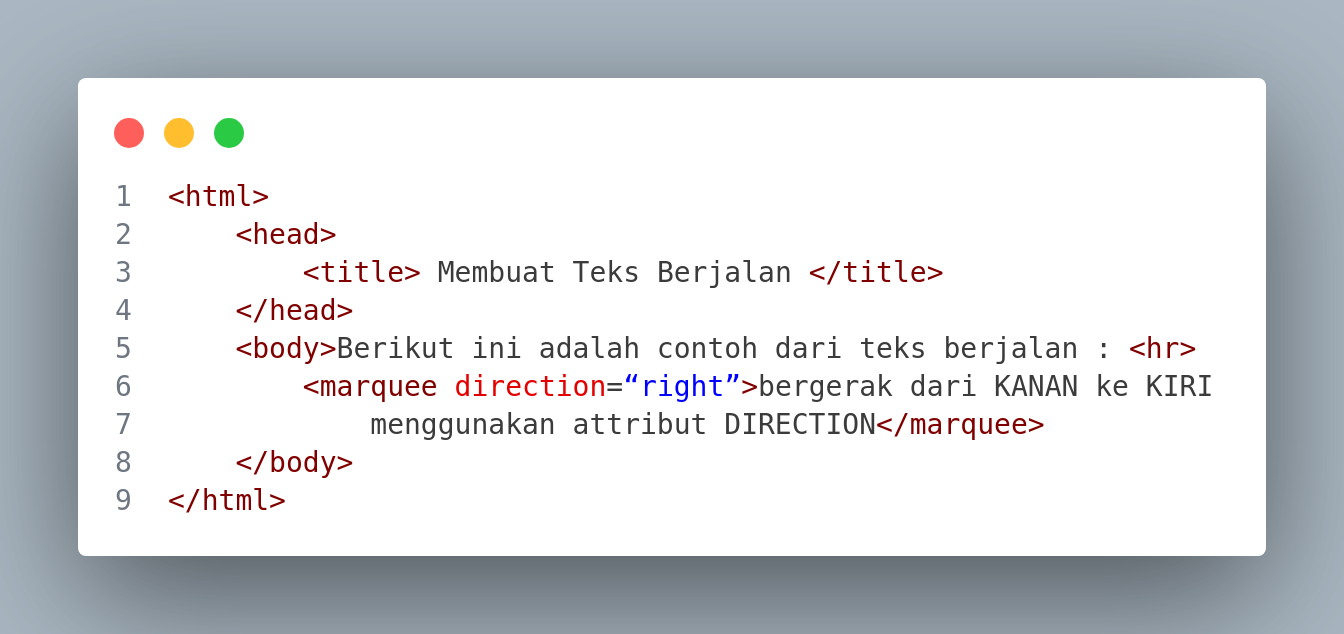 1 <html>
2     <head>
3         <title> Membuat Teks Berjalan </title>
4     </head>
5     <body>Berikut ini adalah contoh dari teks berjalan : <hr>
6         <marquee direction=“right”>bergerak dari KANAN ke KIRI
7             menggunakan attribut DIRECTION</marquee>
8     </body>
9 </html>